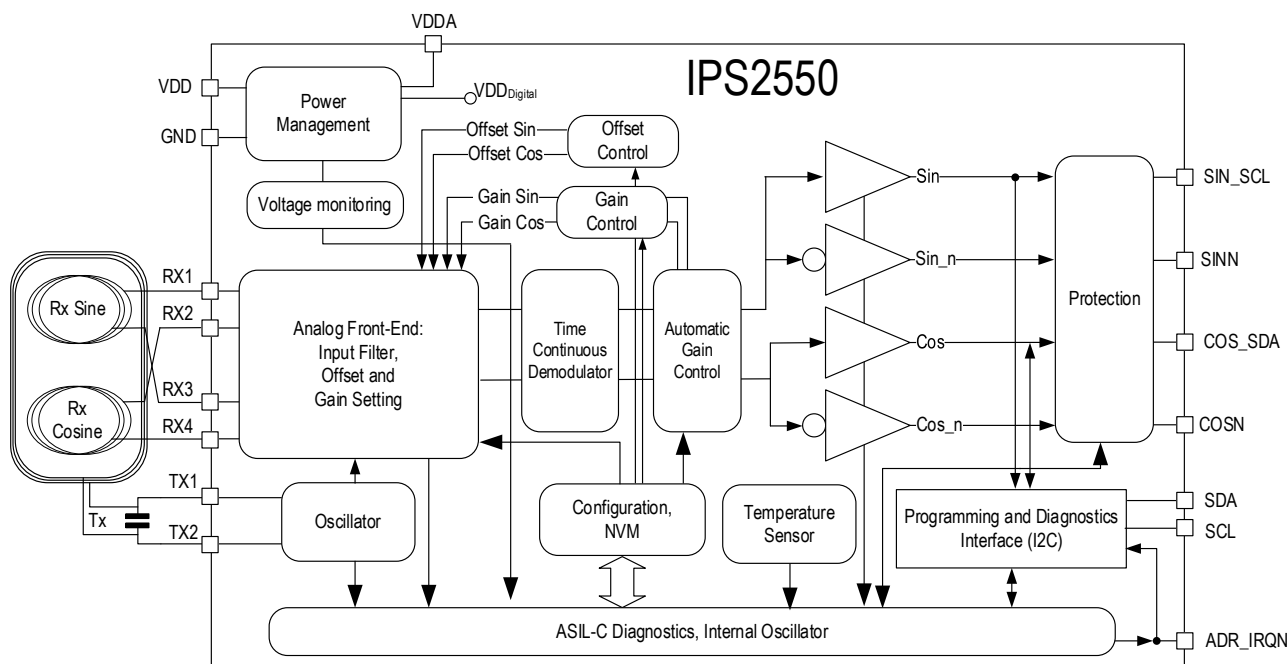 VDDA
IPS2550
VDD
GND
Power
Management
VDDDigital
Offset Sin
Offset Cos
Offset
Control
Voltage monitoring
Gain Sin
Gain Cos
Gain
Control
Sin
Sin_n
Cos
Cos_n
Protection
SIN_SCL
SINN
COS_SDA
COSN
Rx Sine
Rx
Cosine
RX1
RX2
RX3
RX4
Analog Front-End:
Input Filter,
Offset and
Gain Setting
Time
Continuous
Demodulator
Automatic
Gain
Control
Tx
TX1
TX2
Oscillator
Configuration,
NVM
Temperature
Sensor
Programming and Diagnostics
Interface (I2C)
SDA
SCL
ASIL-C Diagnostics, Internal Oscillator
ADR_IRQN